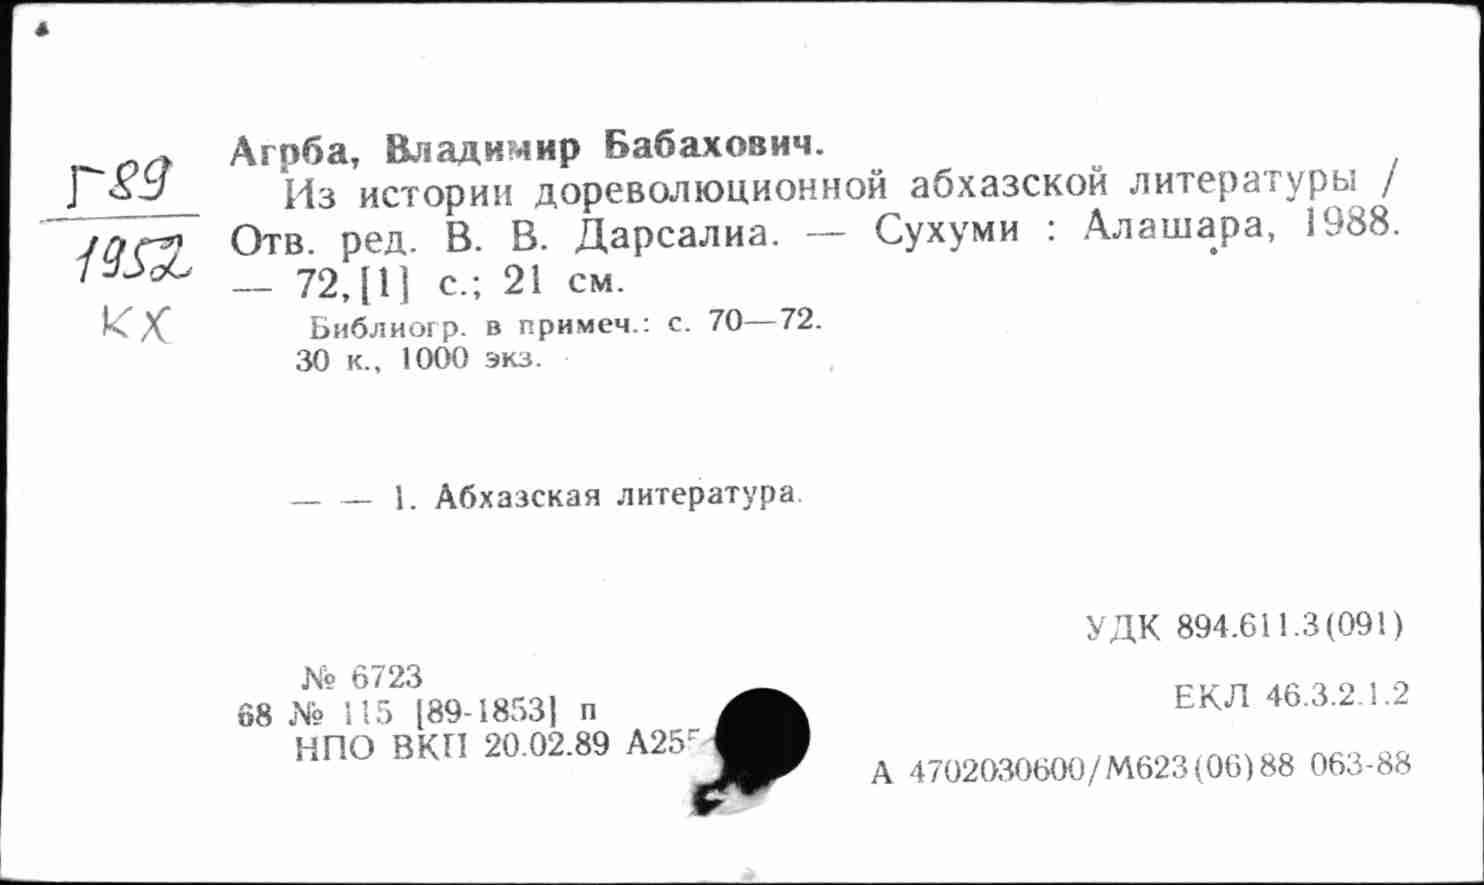 Агрба, Владимир Бабахович.
Г89
Из истории дореволюционной абхазской литературы /
1952
Отв. ред. В. В. Дарсалиа. — Сухуми : Алашара, 1988.
— 72, [1] с.; 21 см.
КХ
Библиогр. в примеч.: с. 70—72.
30 к., 1000 экз.
— — 1. Абхазская литература.
УДК 894.611.3(091)
№ 6723
ЕКЛ 46.3.2.1.2
68 № 115 [89-1853] п
НПО ВКП 20.02.89
А 4702030600/М623(06)88 063-88